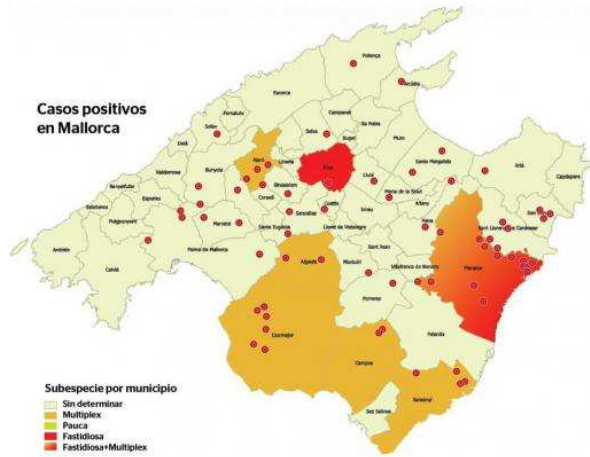 Casos positivos
en Mallorca
Pollença
Alcúdia
Escorca
Fornalutx
Sóller
Campanet
Selva
Búger
Sa Pobla
Muro
Deià
Valldemossa
Bunyola
Alaró
Lloseta
Inca
Binissalem
Consell
Llubí
Santa Margalida
Maria de la Salut
Artà
Capdepera
Banyalbufar
Esporles
Estellencs
Puigpunyent
Marratxí
Santa Eugènia
Sencelles
Costitx
Sineu
Lloret de Vistalegre
Ariany
Petra
Sant Llorenç des Cardassar
Son
Sant Joan
Andratx
Calvià
Palma de Mallorca
Algaida
Montuïri
Vilafranca de Bonany
Manacor
Porreres
Llucmajor
Campos
Felanitx
Santanyí
Ses Salines
Subespecie por municipio
Sin determinar
Multiplex
Pauca
Fastidiosa
Fastidiosa+Multiplex